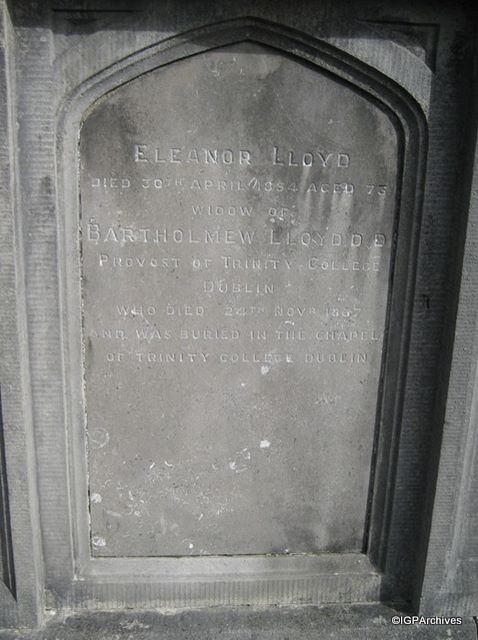 ELEANOR LLOYD
DIED 30TH APRIL 1854 AGED 73
WIDOW OF
BARTHOLMEW LLOYD D.D
PROVOST OF TRINITY COLLEGE
DUBLIN
WHO DIED 24TH NOVR 1837
AND WAS BURIED IN THE CHAPEL
OF TRINITY COLLEGE DUBLIN
©IGPArchives